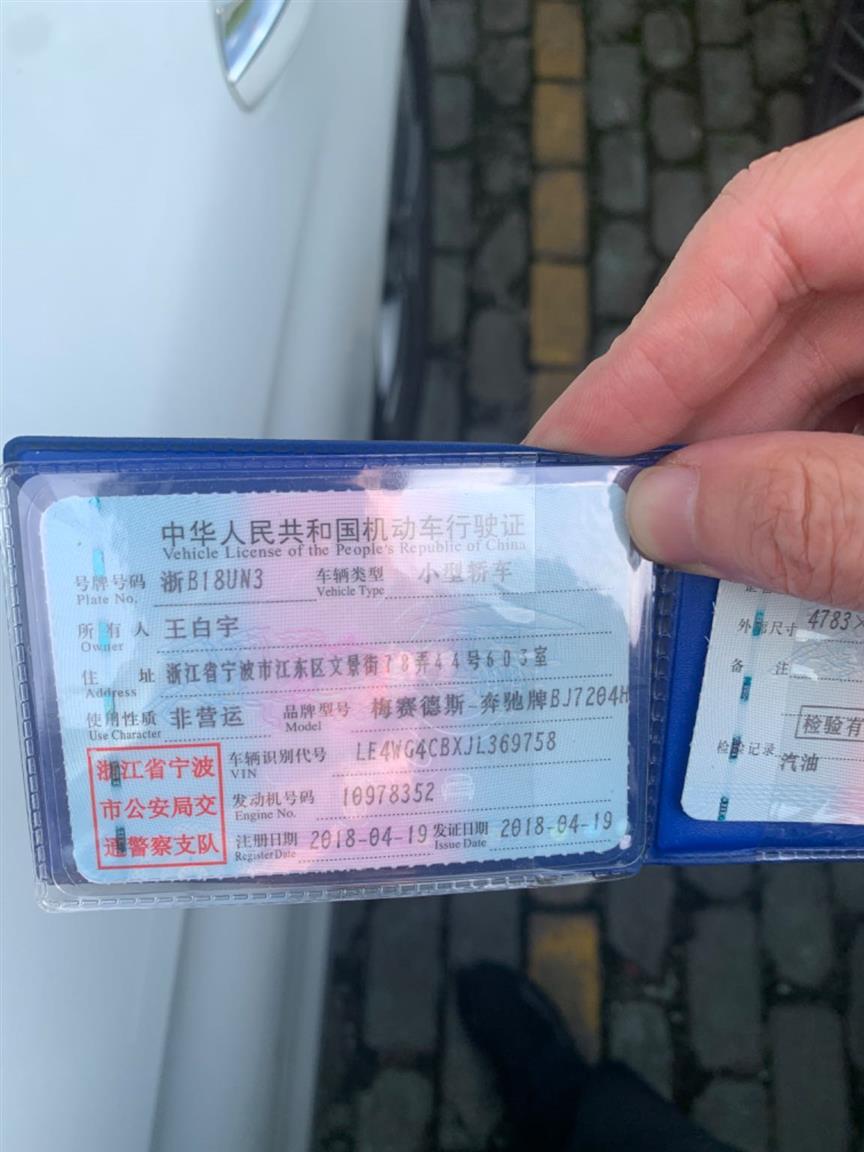 中华人民共和国机动车行驶证
Vehicle License of the People's Republic of China
号牌号码 浙B18UN3 车辆类型 小型轿车
Plate No. Vehicle Type
所有人 王白宇
Owner
住址 浙江省宁波市江东区文景街78弄44号603室
Address
使用性质 非营运 品牌型号 梅赛德斯-奔驰牌BJ7204H
Use Character Model
浙江省宁波
市公安局交
通警察支队
车辆识别代号 LE4WG4CBXJL369758
VIN
发动机号码 10978352
Engine No.
注册日期 2018-04-19 发证日期 2018-04-19
Register Date Issue Date
外廓尺寸 4783×
备注
检验有
检验记录
汽油